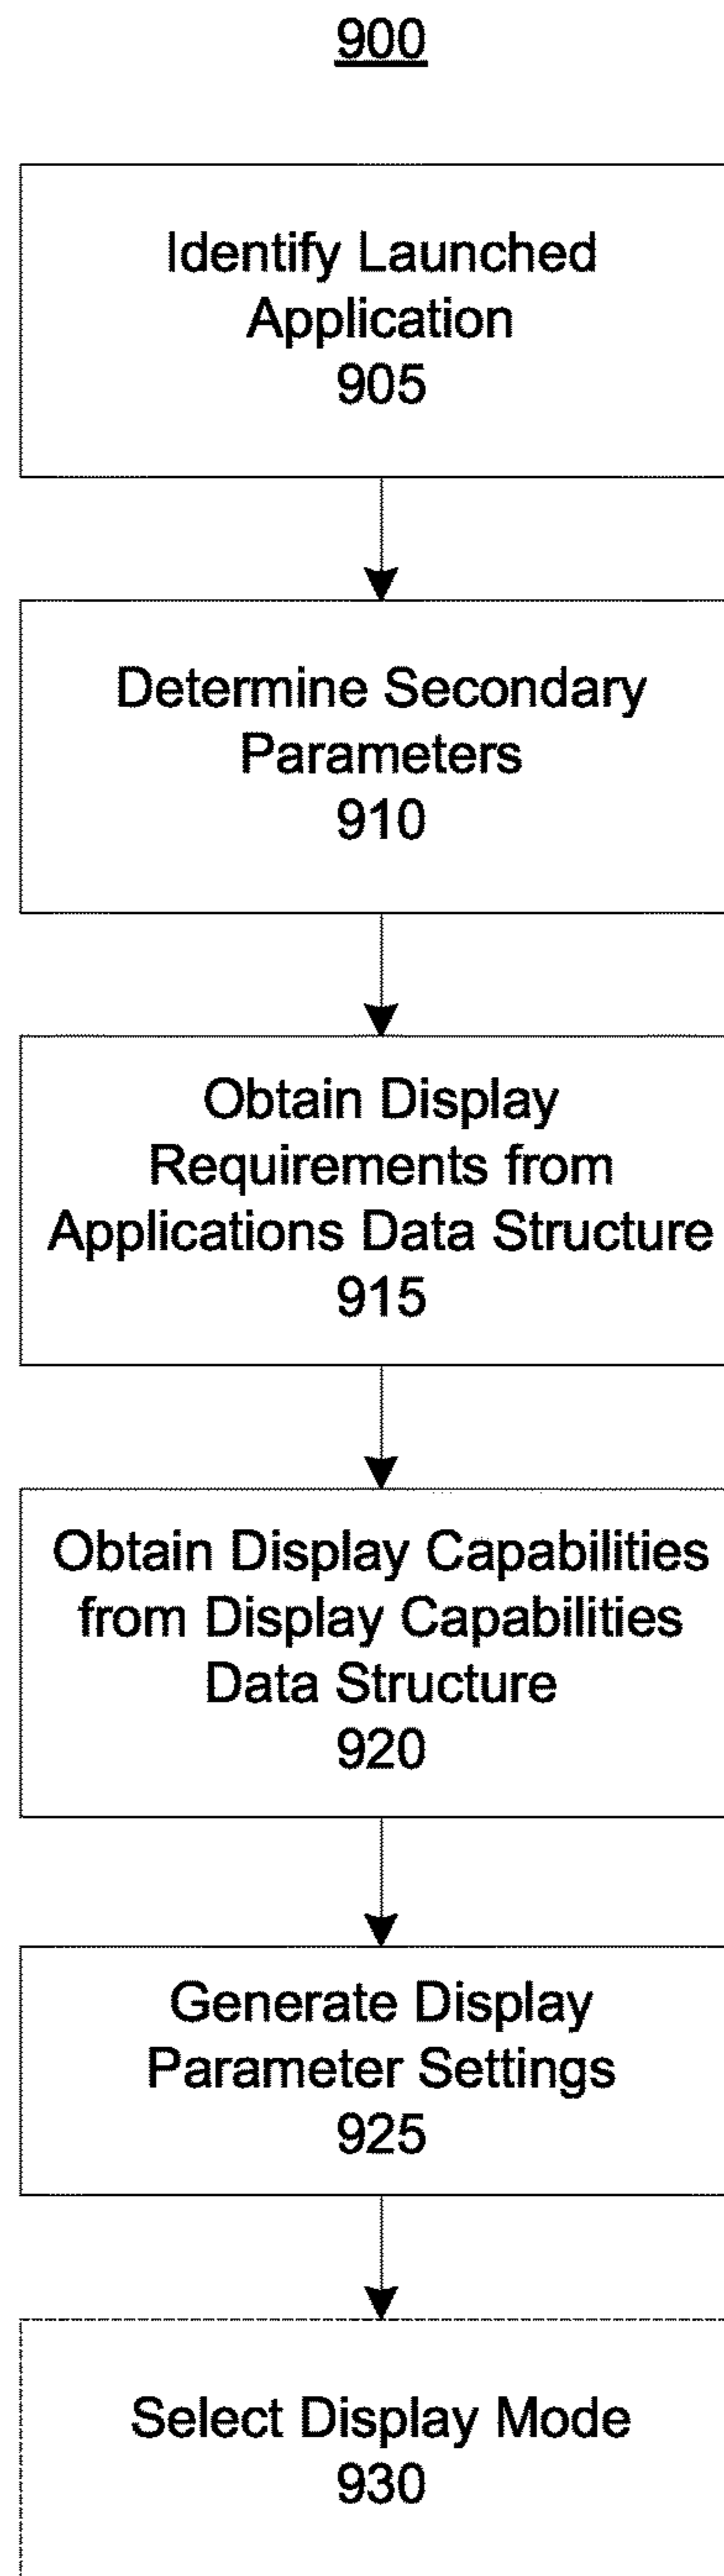 900
Identify Launched
Application
905
Determine Secondary
Parameters
910
Obtain Display
Requirements from
Applications Data Structure
915
Obtain Display Capabilities
from Display Capabilities
Data Structure
920
Generate Display
Parameter Settings
925
Select Display Mode
930